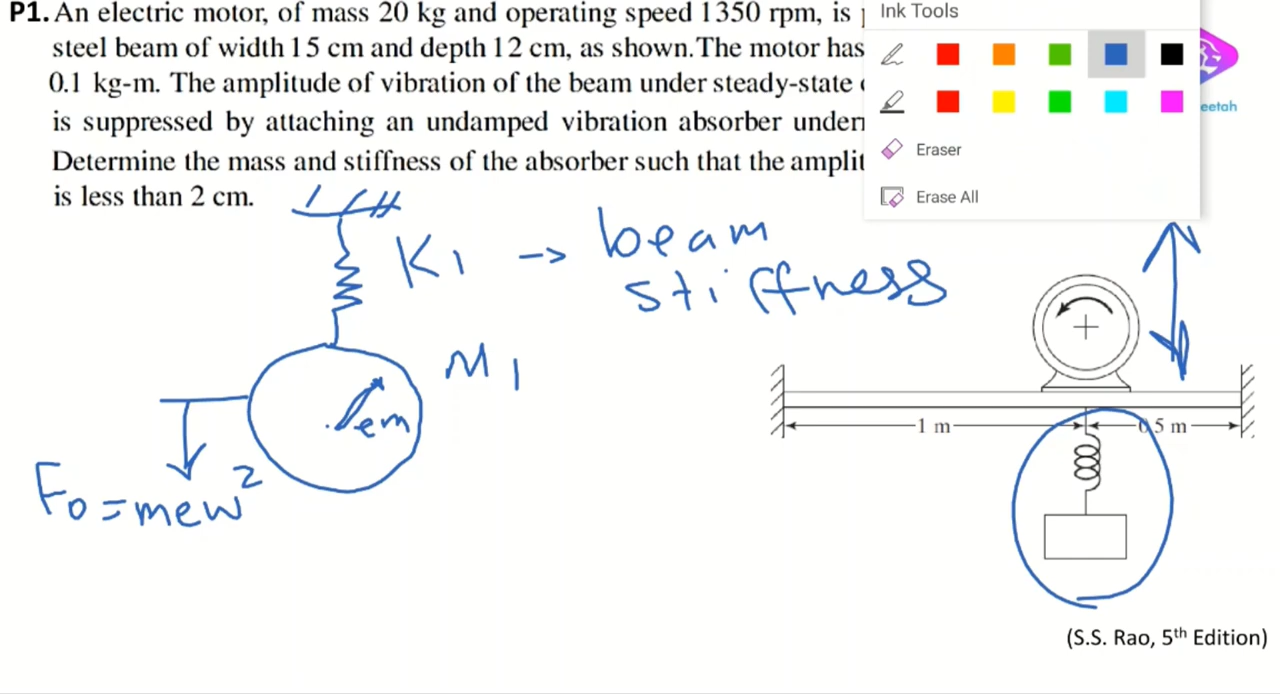 P1. An electric motor, of mass 20 kg and operating speed 1350 rpm, is
steel beam of width 15 cm and depth 12 cm, as shown. The motor has
0.1 kg-m. The amplitude of vibration of the beam under steady-state
is suppressed by attaching an undamped vibration absorber
Determine the mass and stiffness of the absorber such that the
is less than 2 cm.
Ink Tools
Eraser
Erase All
eetah
K1 → beam
stiffness
M1
em
F0 = mew²
1 m
0.5 m
(S.S. Rao, 5th Edition)